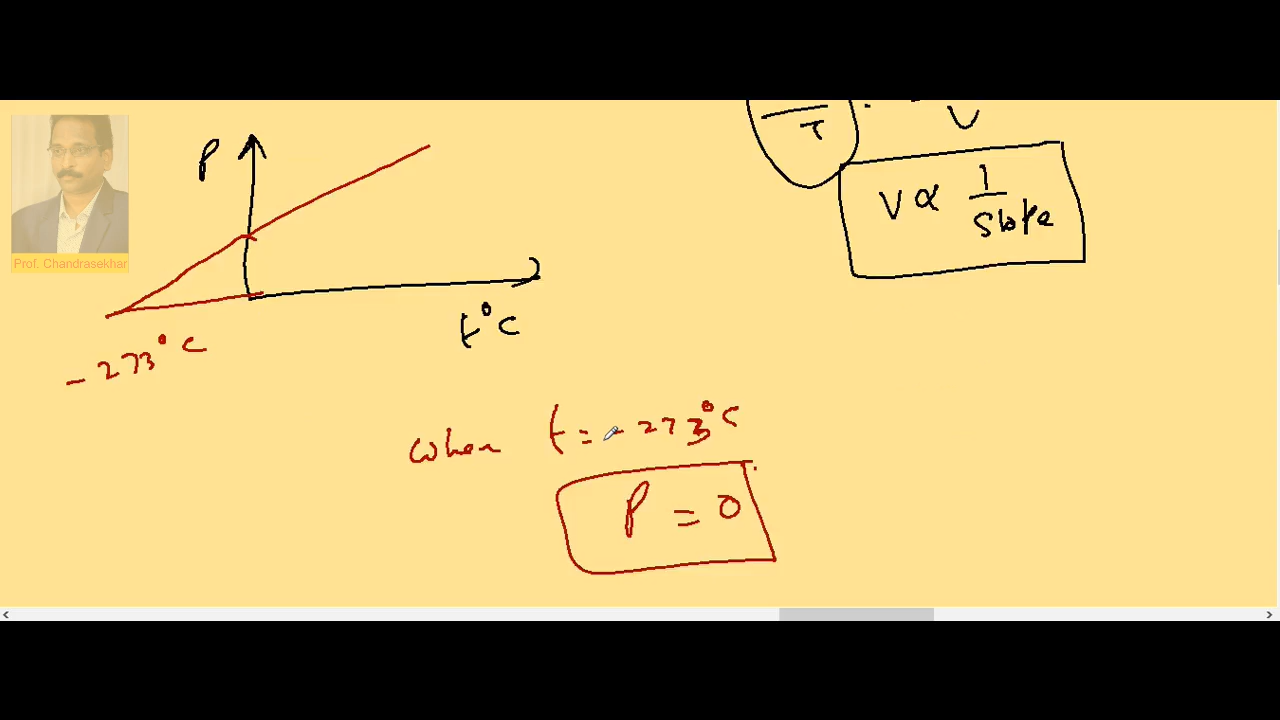 P
t°C
-273°C
Prof. Chandrasekhar
T
V
V ∝ 1/Slope
When t = -273°C
P = 0